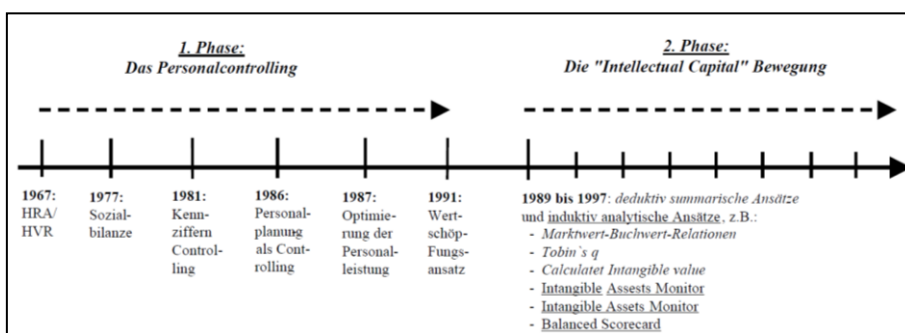 1. Phase:
Das Personalcontrolling
2. Phase:
Die "Intellectual Capital" Bewegung
1967:
HRA/
HVR
1977:
Sozial-
bilanze
1981:
Kenn-
ziffern
Control-
ling
1986:
Personal-
planung
als Cont-
rolling
1987:
Optimie-
rung der
Personal-
leistung
1991:
Wert-
schöp-
Fungs-
ansatz
1989 bis 1997: deduktiv summarische Ansätze
und induktiv analytische Ansätze, z.B.:
- Marktwert-Buchwert-Relationen
- Tobin`s q
- Calculatet Intangible value
- Intangible Assests Monitor
- Intangible Assets Monitor
- Balanced Scorecard